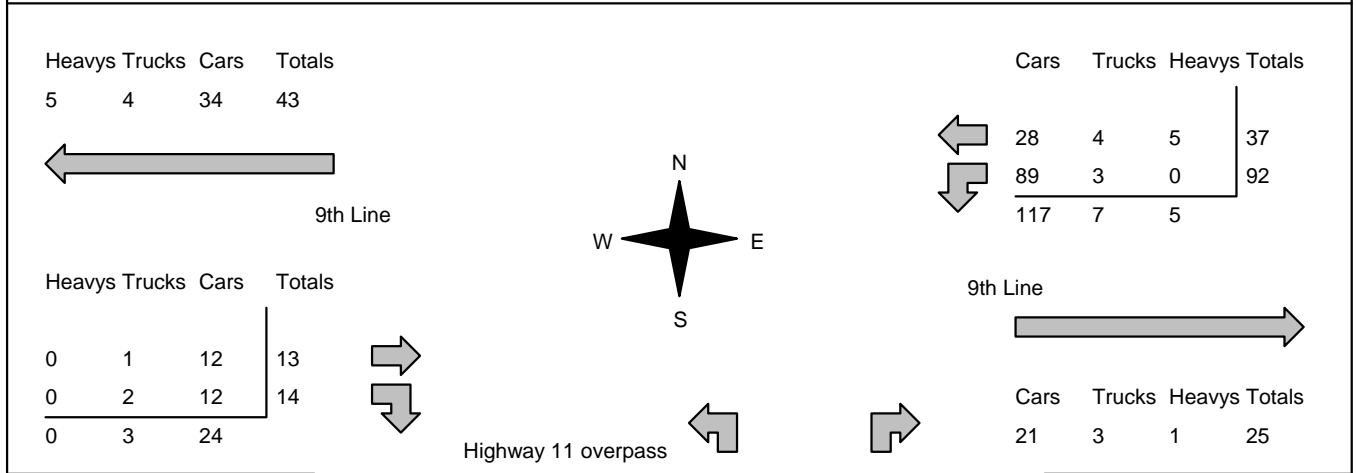 Heavys Trucks Cars Totals
5 4 34 43
9th Line
Heavys Trucks Cars Totals
0 1 12 13
0 2 12 14
0 3 24
N
W E
S
Highway 11 overpass
Cars Trucks Heavys Totals
28 4 5 37
89 3 0 92
117 7 5
9th Line
Cars Trucks Heavys Totals
21 3 1 25